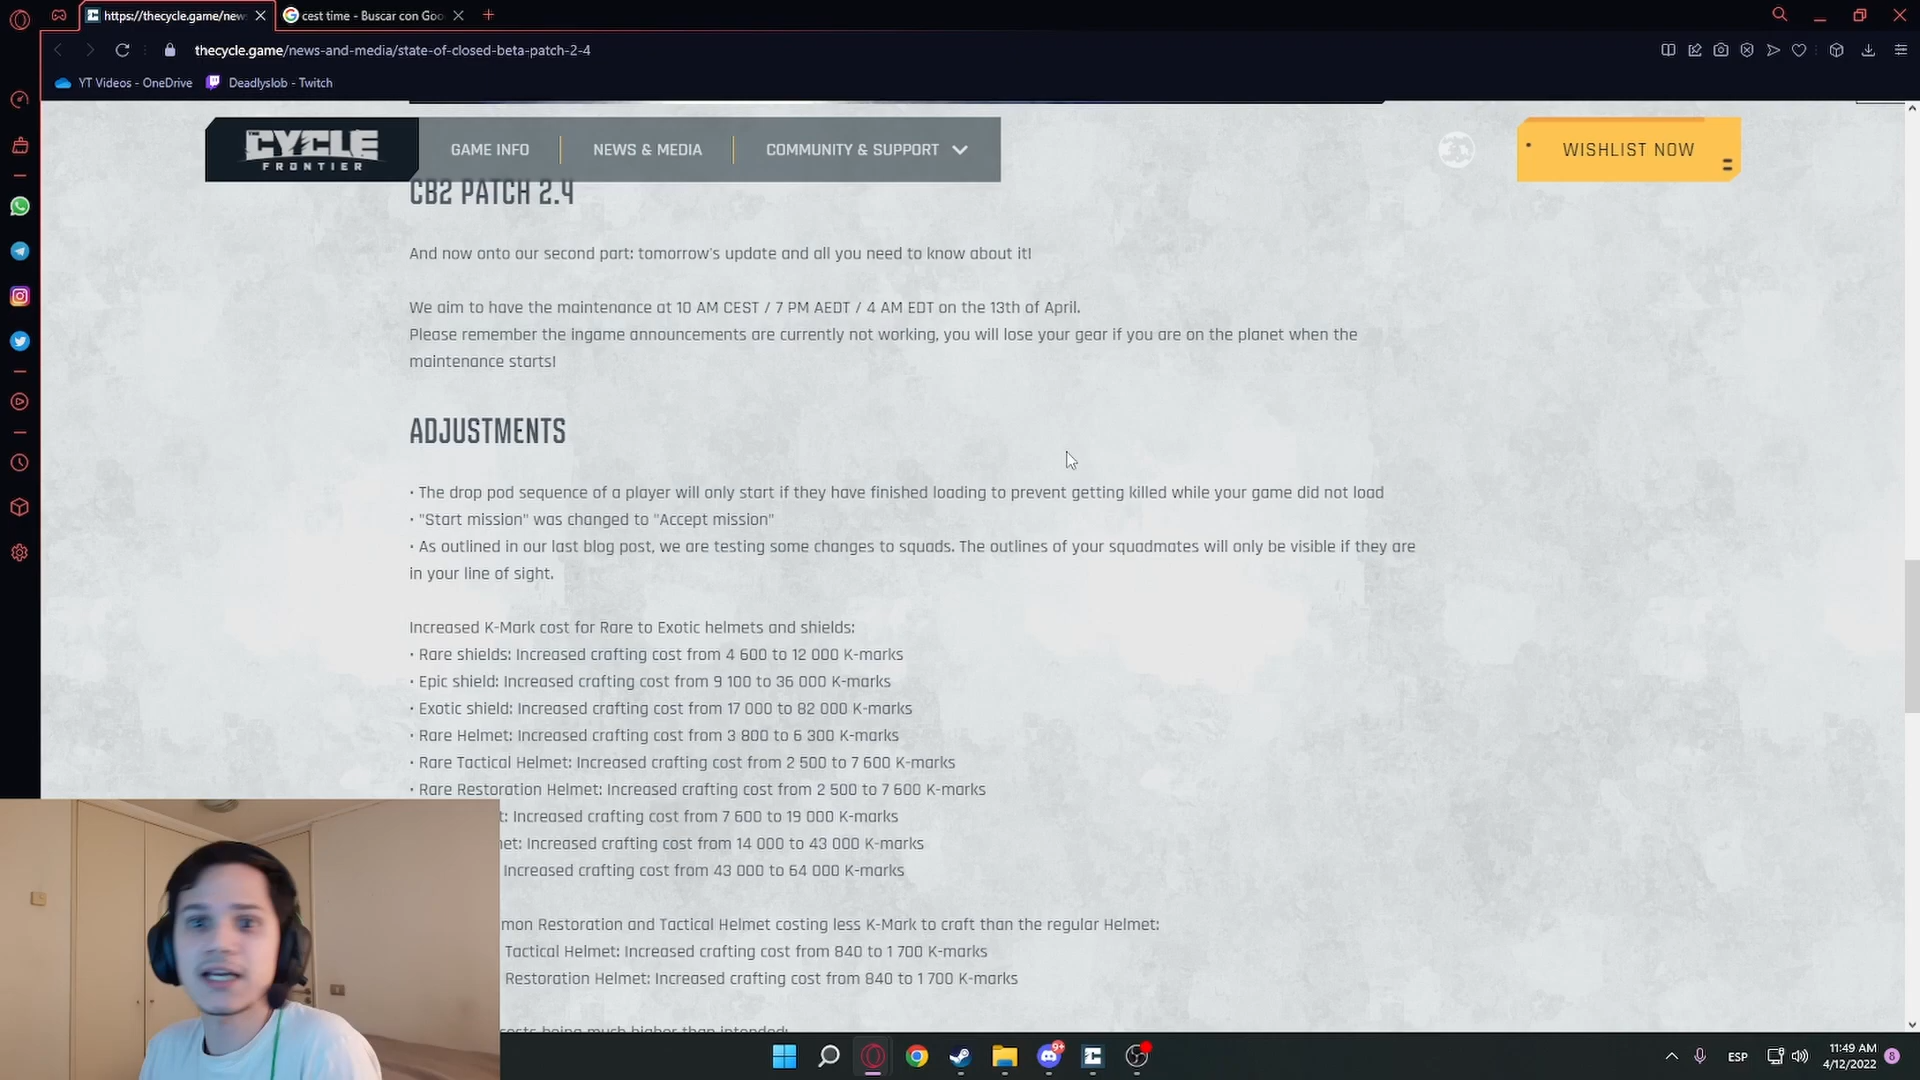 https://thecycle.game/new
cest time - Buscar con Goo
thecycle.game/news-and-media/state-of-closed-beta-patch-2-4
YT Videos - OneDrive
Deadlyslob - Twitch
THE CYCLE FRONTIER
GAME INFO
NEWS & MEDIA
COMMUNITY & SUPPORT
WISHLIST NOW
CB2 PATCH 2.4
And now onto our second part: tomorrow's update and all you need to know about it!
We aim to have the maintenance at 10 AM CEST / 7 PM AEDT / 4 AM EDT on the 13th of April.
Please remember the ingame announcements are currently not working, you will lose your gear if you are on the planet when the
maintenance starts!
ADJUSTMENTS
• The drop pod sequence of a player will only start if they have finished loading to prevent getting killed while your game did not load
• "Start mission" was changed to "Accept mission"
• As outlined in our last blog post, we are testing some changes to squads. The outlines of your squadmates will only be visible if they are
in your line of sight.
Increased K-Mark cost for Rare to Exotic helmets and shields:
• Rare shields: Increased crafting cost from 4 600 to 12 000 K-marks
• Epic shield: Increased crafting cost from 9 100 to 36 000 K-marks
• Exotic shield: Increased crafting cost from 17 000 to 82 000 K-marks
• Rare Helmet: Increased crafting cost from 3 800 to 6 300 K-marks
• Rare Tactical Helmet: Increased crafting cost from 2 500 to 7 600 K-marks
• Rare Restoration Helmet: Increased crafting cost from 2 500 to 7 600 K-marks
t: Increased crafting cost from 7 600 to 19 000 K-marks
et: Increased crafting cost from 14 000 to 43 000 K-marks
Increased crafting cost from 43 000 to 64 000 K-marks
mon Restoration and Tactical Helmet costing less K-Mark to craft than the regular Helmet:
Tactical Helmet: Increased crafting cost from 840 to 1 700 K-marks
Restoration Helmet: Increased crafting cost from 840 to 1 700 K-marks
costs being much higher than intended:
9+
ESP
11:49 AM
4/12/2022
8